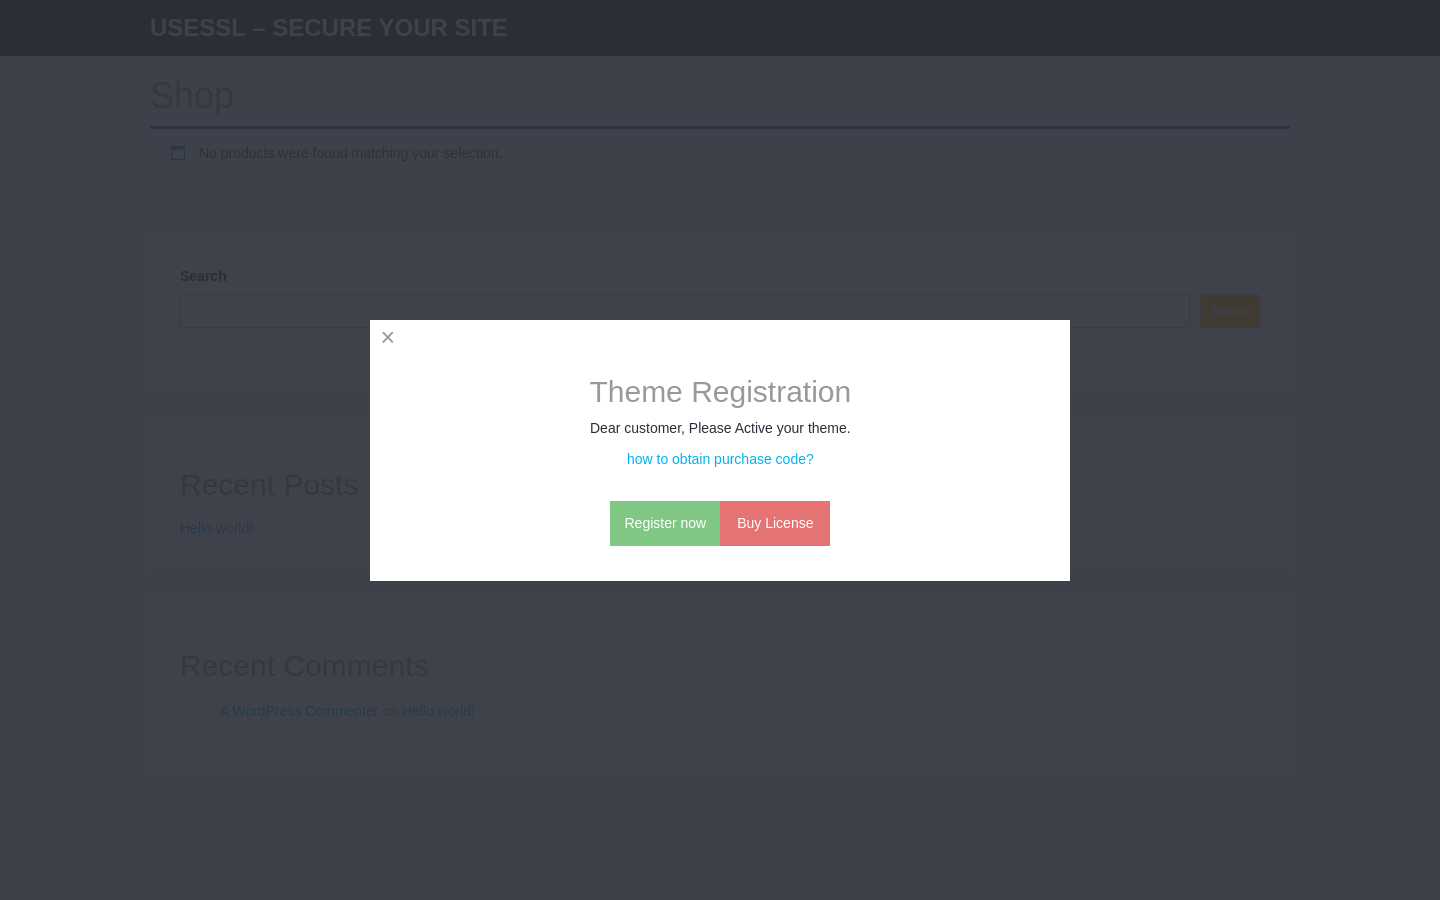 USESSL – SECURE YOUR SITE
Shop
No products were found matching your selection.
Search
Search
Theme Registration
Dear customer, Please Active your theme.
how to obtain purchase code?
Register now
Buy License
Recent Posts
Hello world!
Recent Comments
A WordPress Commenter on Hello world!